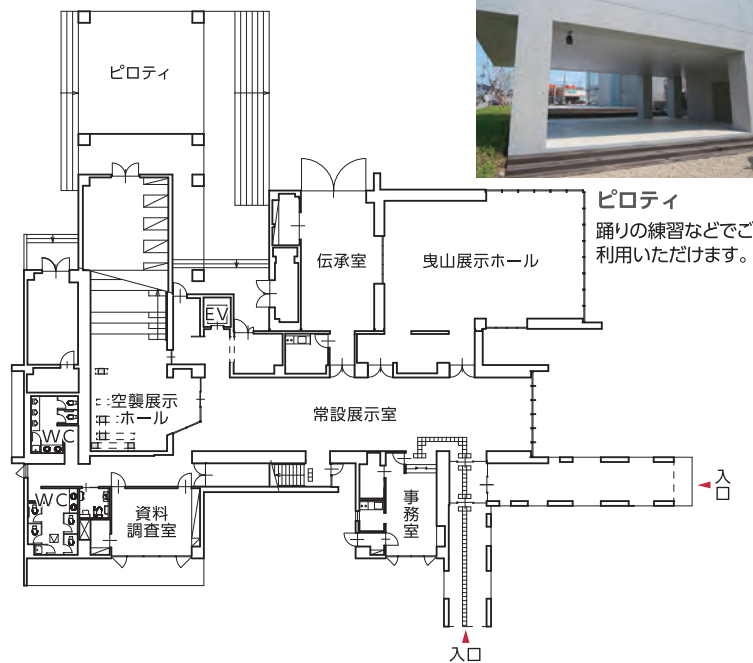 ピロティ
ピロティ
踊りの練習などでご
利用いただけます。
伝承室
曳山展示ホール
EV
空襲展示
ホール
常設展示室
WC
WC
資料
調査室
事
務
室
入
口
入口